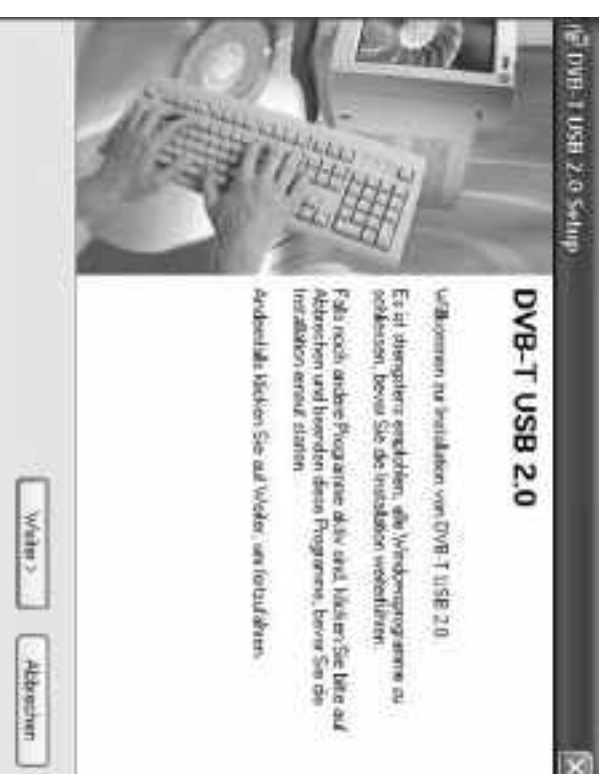 DVB-T USB 2.0 Setup
DVB-T USB 2.0
Willkommen zur Installation von DVB-T USB 2.0
Es ist strengstens empfohlen, alle Windowsprogramme zu
schliessen, bevor Sie die Installation weiterführen.
Falls noch andere Programme aktiv sind, klicken Sie bitte auf
Abbrechen und beenden diese Programme, bevor Sie die
Installation erneut starten.
Andernfalls klicken Sie auf Weiter, um fortzufahren.
Weiter >
Abbrechen